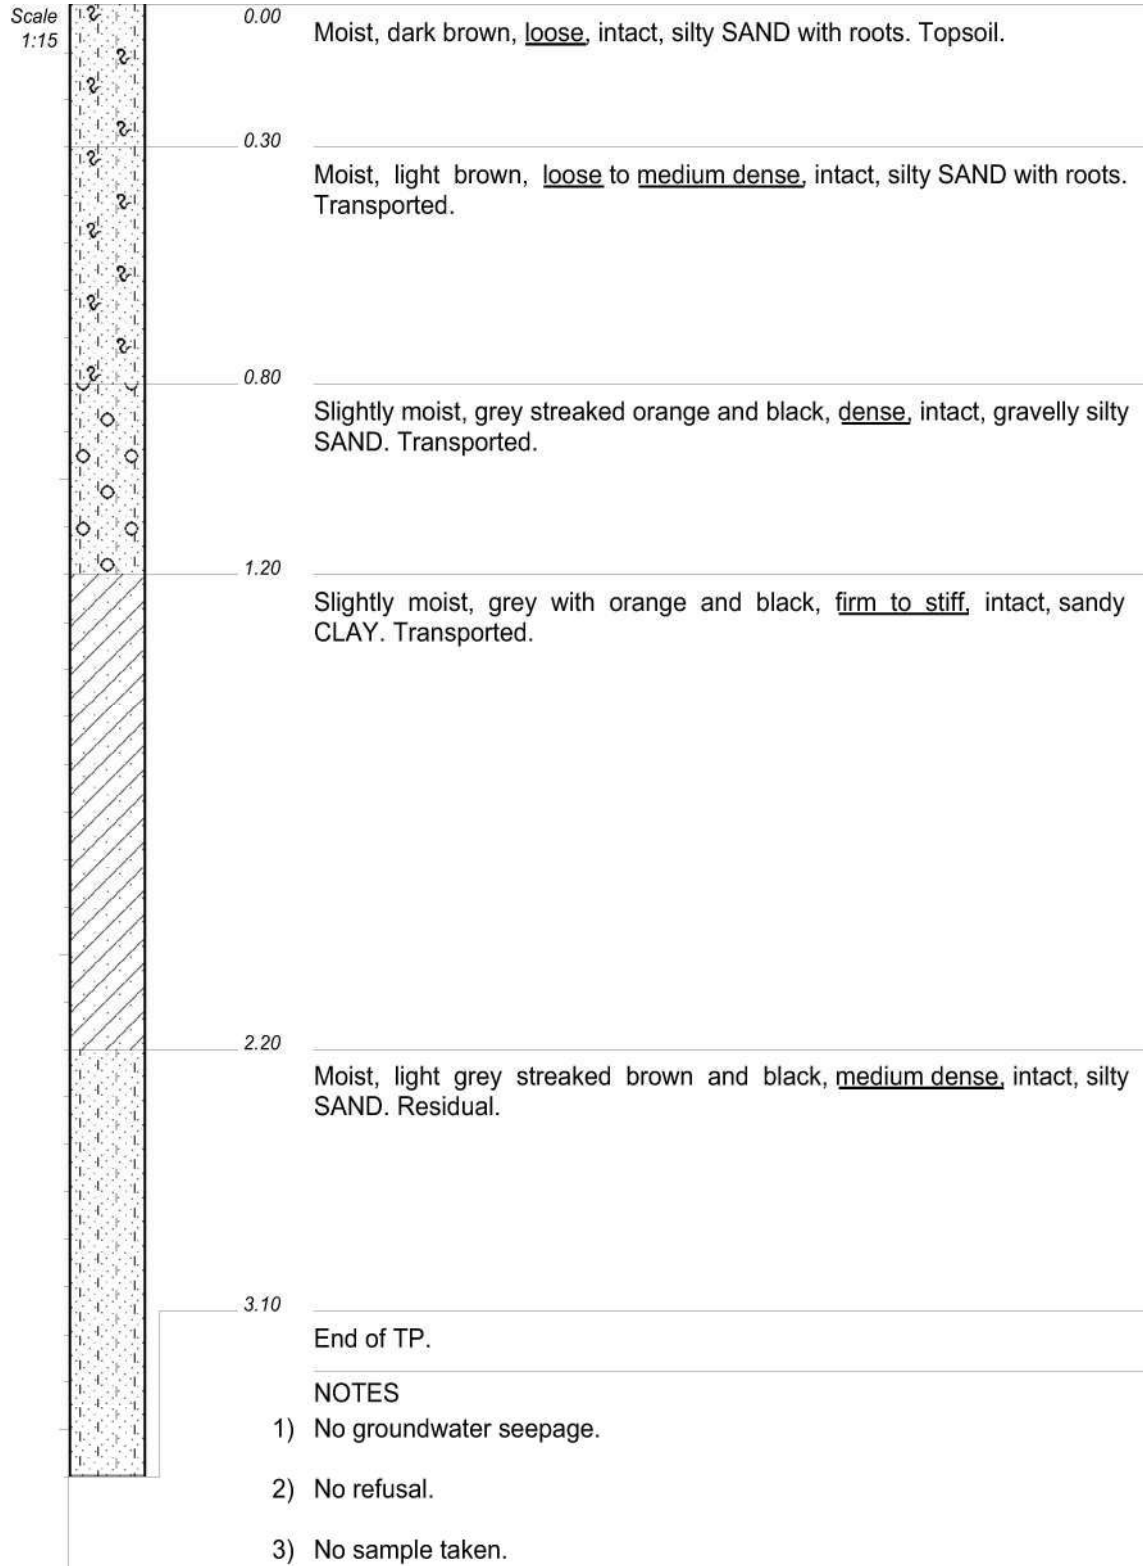 Scale
1:15
0.00
Moist, dark brown, loose, intact, silty SAND with roots. Topsoil.
0.30
Moist, light brown, loose to medium dense, intact, silty SAND with roots.
Transported.
0.80
Slightly moist, grey streaked orange and black, dense, intact, gravelly silty
SAND. Transported.
1.20
Slightly moist, grey with orange and black, firm to stiff, intact, sandy
CLAY. Transported.
2.20
Moist, light grey streaked brown and black, medium dense, intact, silty
SAND. Residual.
3.10
End of TP.
NOTES
1) No groundwater seepage.
2) No refusal.
3) No sample taken.